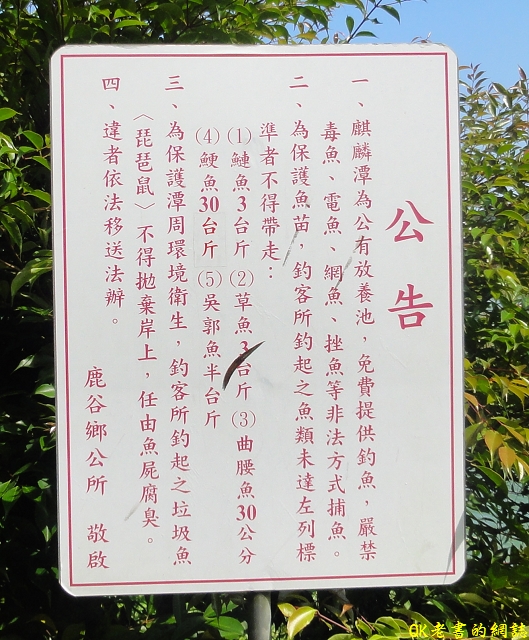 公告
一、麒麟潭為公有放養池，免費提供釣魚，嚴禁
毒魚、電魚、網魚、挫魚等非法方式捕魚。
二、為保護魚苗，釣客所釣起之魚類未達左列標
準者不得帶走：
(1)鰱魚3台斤(2)草魚3台斤(3)曲腰魚30公分
(4)鯁魚30台斤(5)吳郭魚半台斤
三、為保護潭周環境衛生，釣客所釣起之垃圾魚
〈琵琶鼠〉不得拋棄岸上，任由魚屍腐臭。
四、違者依法移送法辦。
鹿谷鄉公所 敬啟
OK老書的網誌